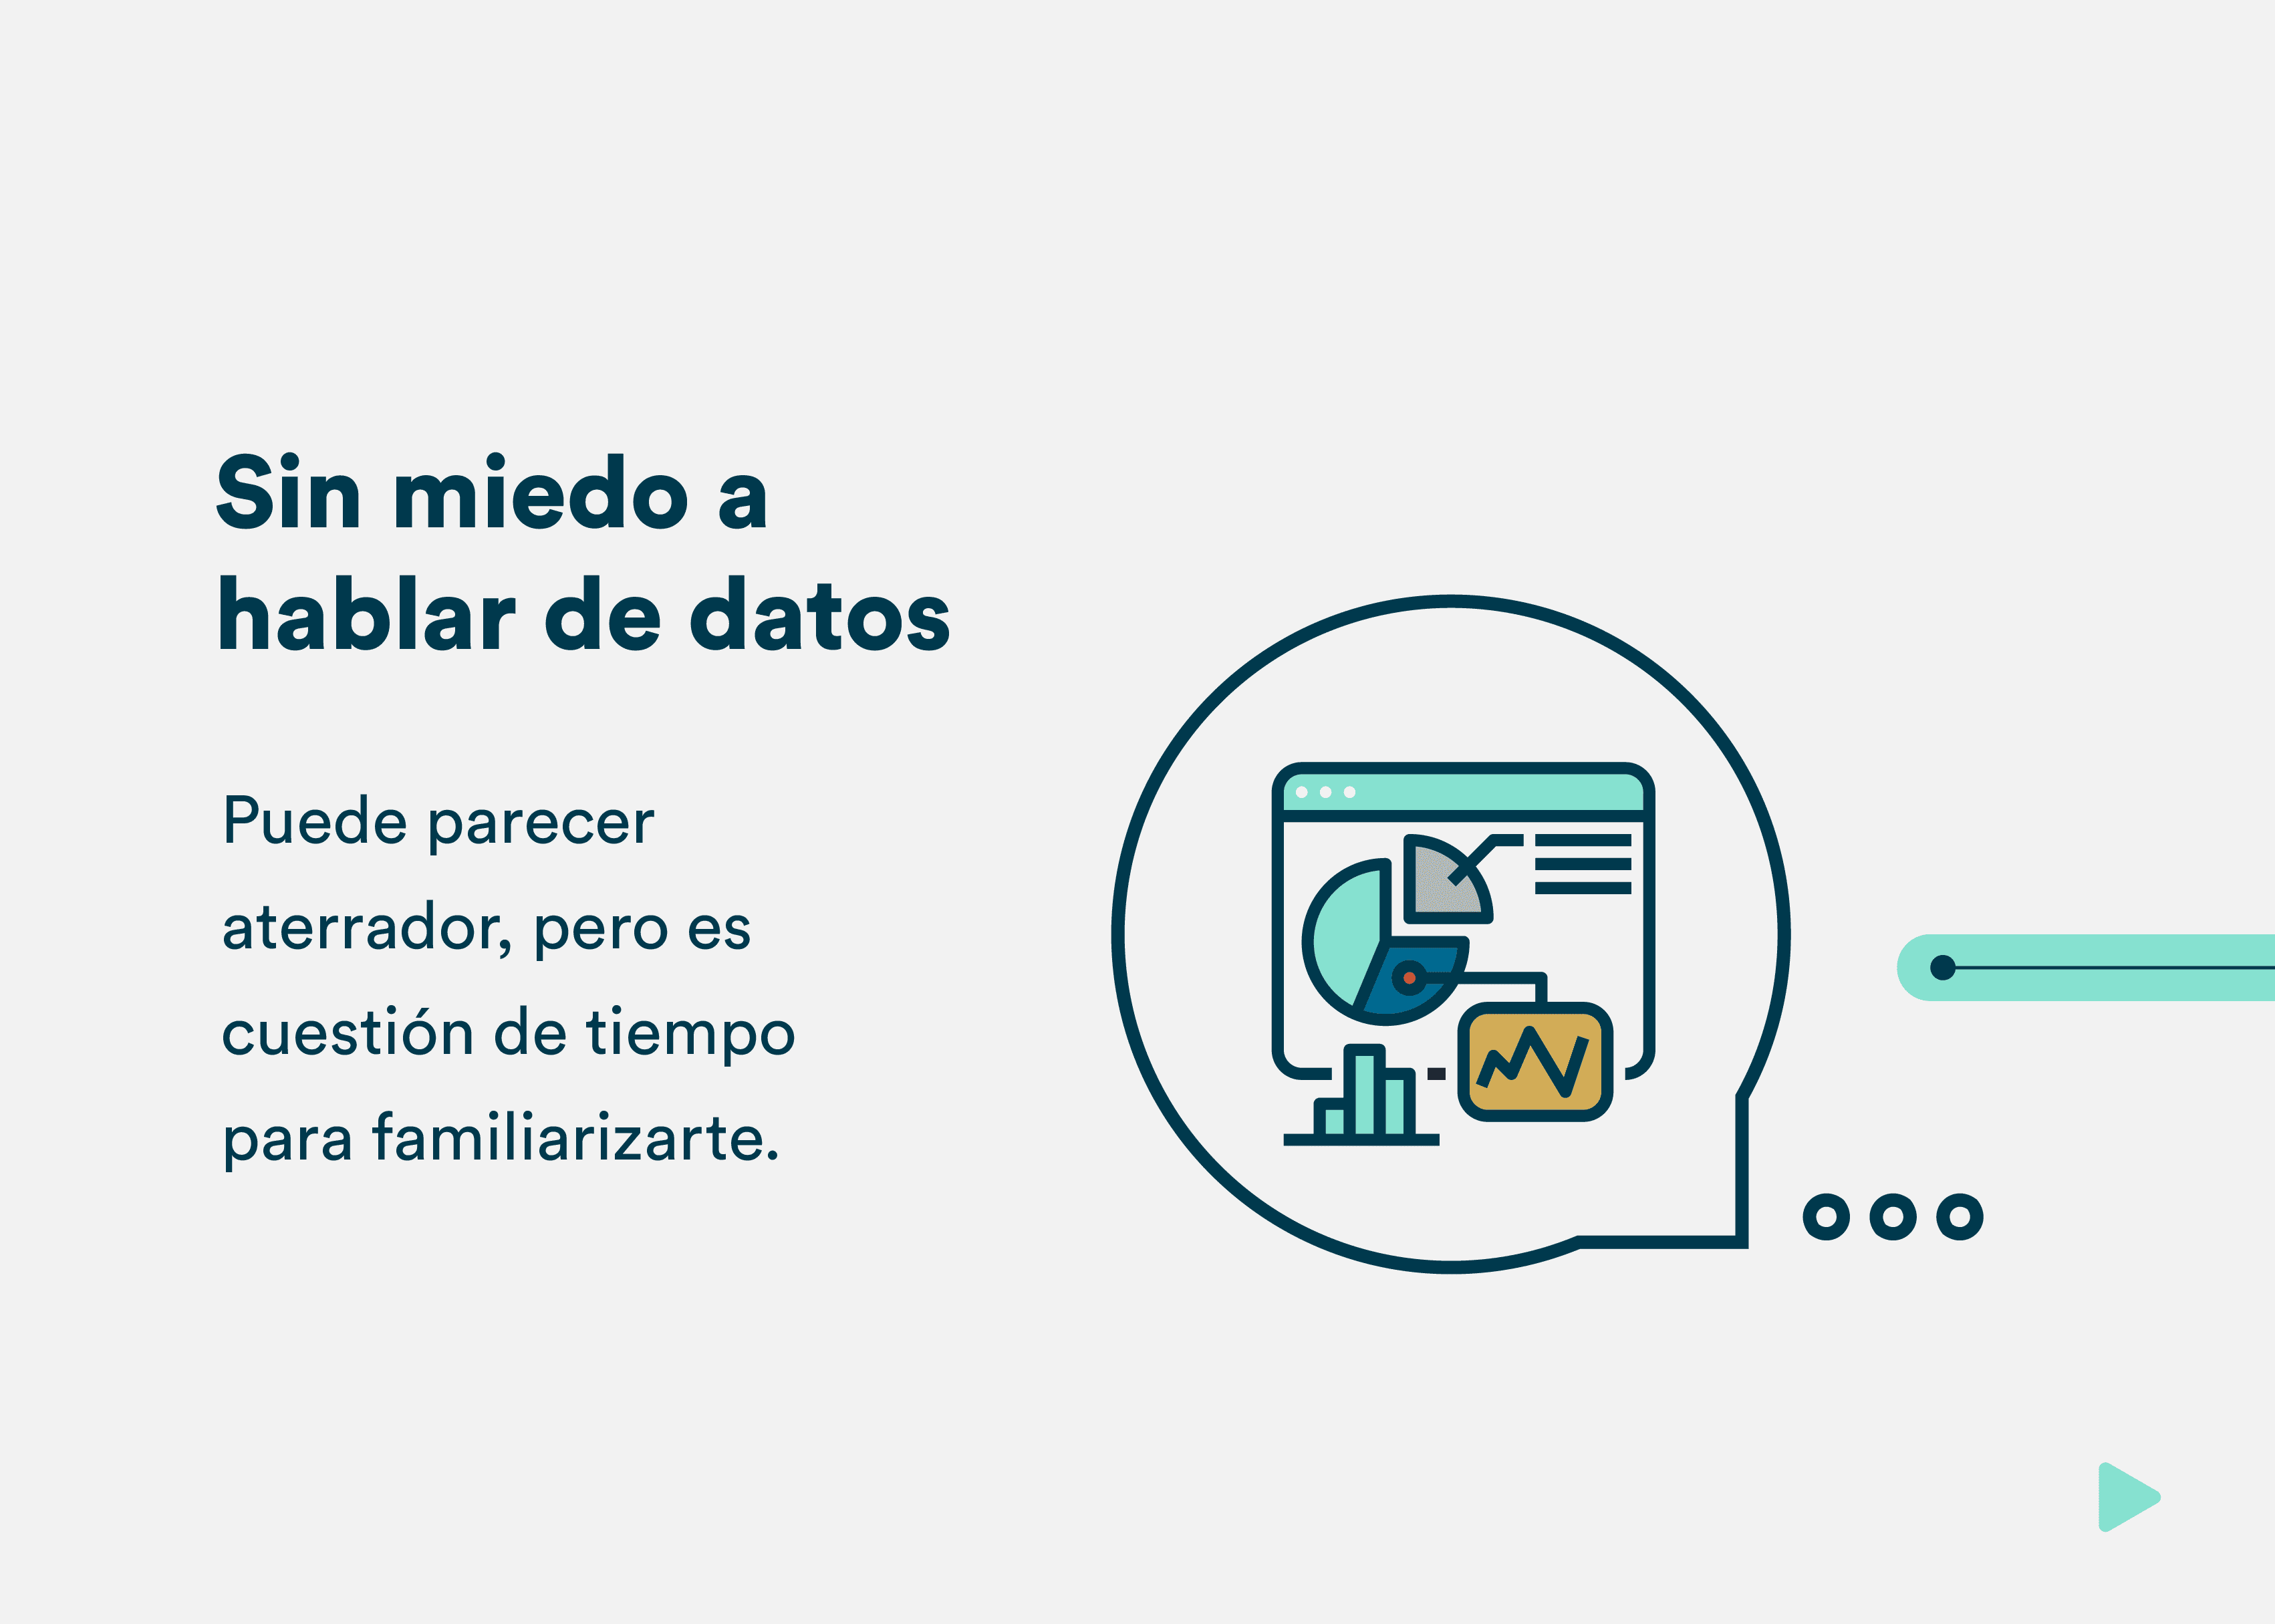 Sin miedo a
hablar de datos
Puede parecer
aterrador, pero es
cuestión de tiempo
para familiarizarte.